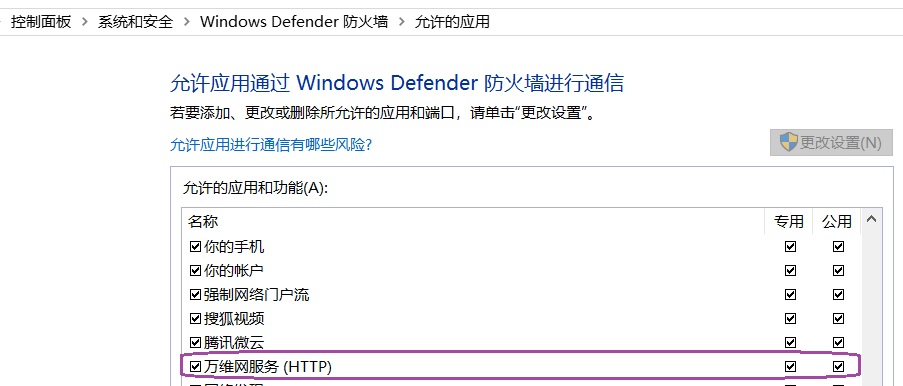 控制面板 > 系统和安全 > Windows Defender 防火墙 > 允许的应用
允许应用通过 Windows Defender 防火墙进行通信
若要添加、更改或删除所允许的应用和端口，请单击"更改设置"。
允许应用进行通信有哪些风险?
更改设置(N)
允许的应用和功能(A):
名称 专用 公用
你的手机
你的帐户
强制网络门户流
搜狐视频
腾讯微云
万维网服务 (HTTP)